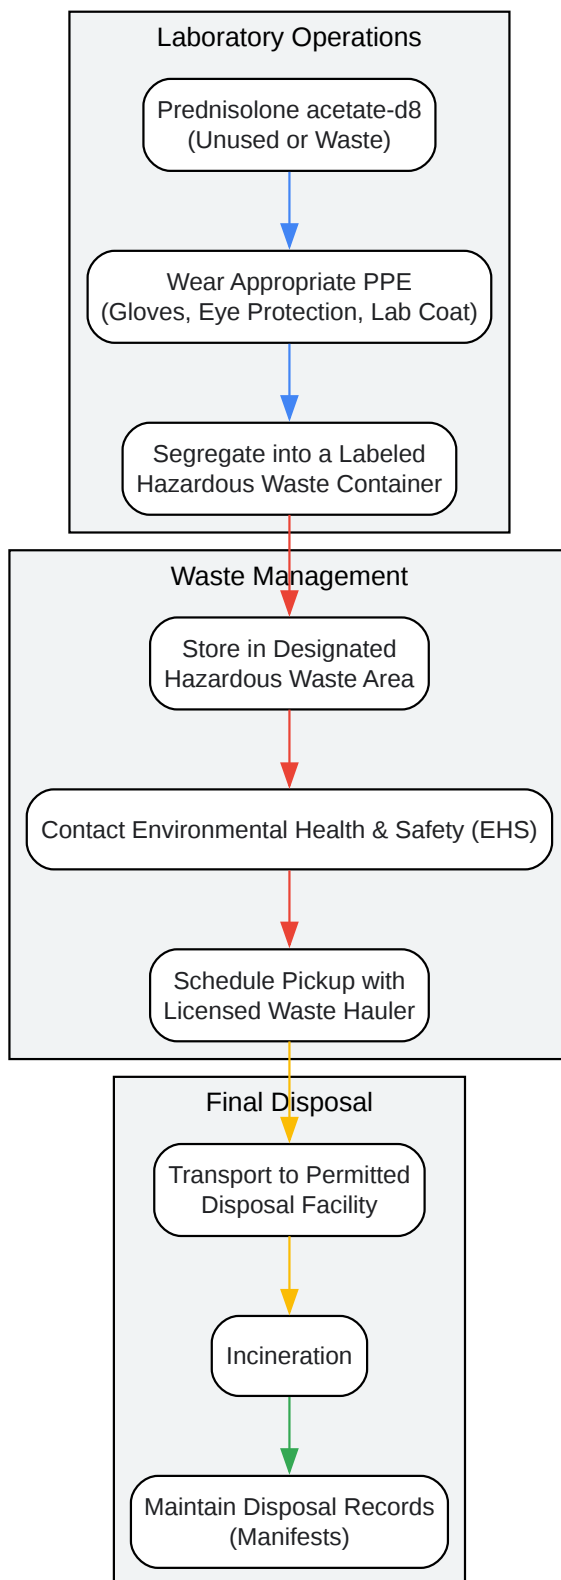 Laboratory Operations
Prednisolone acetate-d8
(Unused or Waste)
Wear Appropriate PPE
(Gloves, Eye Protection, Lab Coat)
Segregate into a Labeled
Hazardous Waste Container
Waste Management
Store in Designated
Hazardous Waste Area
Contact Environmental Health & Safety (EHS)
Schedule Pickup with
Licensed Waste Hauler
Final Disposal
Transport to Permitted
Disposal Facility
Incineration
Maintain Disposal Records
(Manifests)